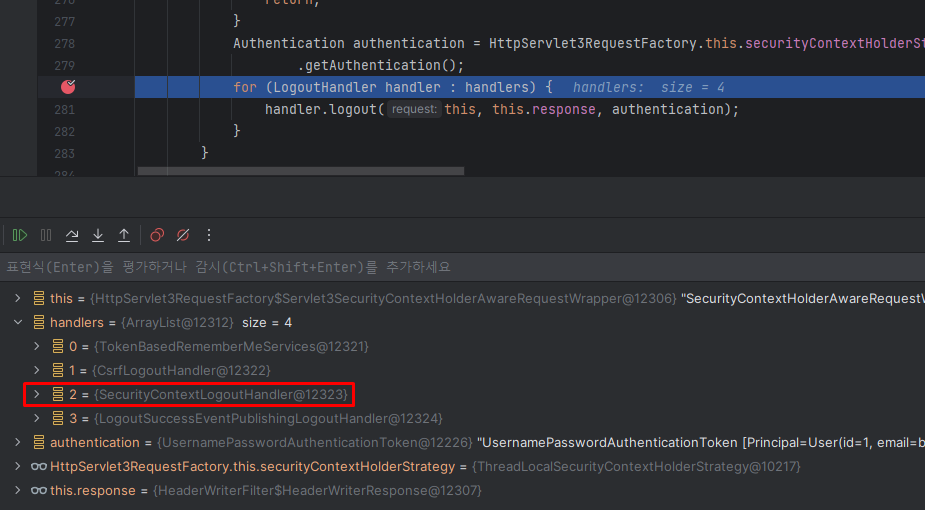 277 }
278 Authentication authentication = HttpServlet3RequestFactory.this.securityContextHolderSt
279 .getAuthentication();
for (LogoutHandler handler : handlers) { handlers: size = 4
281 handler.logout( request: this, this.response, authentication);
282 }
283 }
표현식(Enter)을 평가하거나 감시(Ctrl+Shift+Enter)를 추가하세요
this = {HttpServlet3RequestFactory$Servlet3SecurityContextHolderAwareRequestWrapper@12306} "SecurityContextHolderAwareRequestW
handlers = {ArrayList@12312} size = 4
0 = {TokenBasedRememberMeServices@12321}
1 = {CsrfLogoutHandler@12322}
2 = {SecurityContextLogoutHandler@12323}
3 = {LogoutSuccessEventPublishingLogoutHandler@12324}
authentication = {UsernamePasswordAuthenticationToken@12226} "UsernamePasswordAuthenticationToken [Principal=User(id=1, email=b
HttpServlet3RequestFactory.this.securityContextHolderStrategy = {ThreadLocalSecurityContextHolderStrategy@10217}
this.response = {HeaderWriterFilter$HeaderWriterResponse@12307}